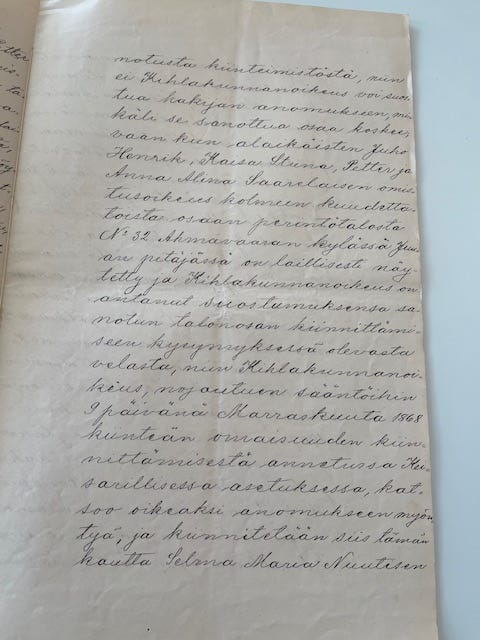 notusta kiinteimistöstä, niin
ei Kihlakunnanoikeus voi suos-
tua hakijan anomukseen, mi-
käli se sanottua osaa koskee,
vaan kun alaikäisten Juho
Henrik, Kaisa Stiina, Petter ja
Anna Alina Saarelaisen omis-
tusoikeus kolmeen kuudetta-
toista osaan perintötalosta
No 32 Ahmavaaran kylässä Juu-
an pitäjässä on laillisesti näy-
tetty ja Kihlakunnanoikeus on
antanut suostumuksensa sa-
notun talonosan kiinnittämi-
seen kysymyksessä olevasta
velasta, niin Kihlakunnanoi-
keus, nojautuen sääntöihin
9 päivänä Marraskuuta 1868
kiinteän omaisuuden kiin-
nittämisestä annetussa Kei-
sarillisessa asetuksessa, kat-
soo oikeaksi anomukseen myön-
tyä, ja kunnitetään siis tämän
kautta Selma Maria Nuutisen